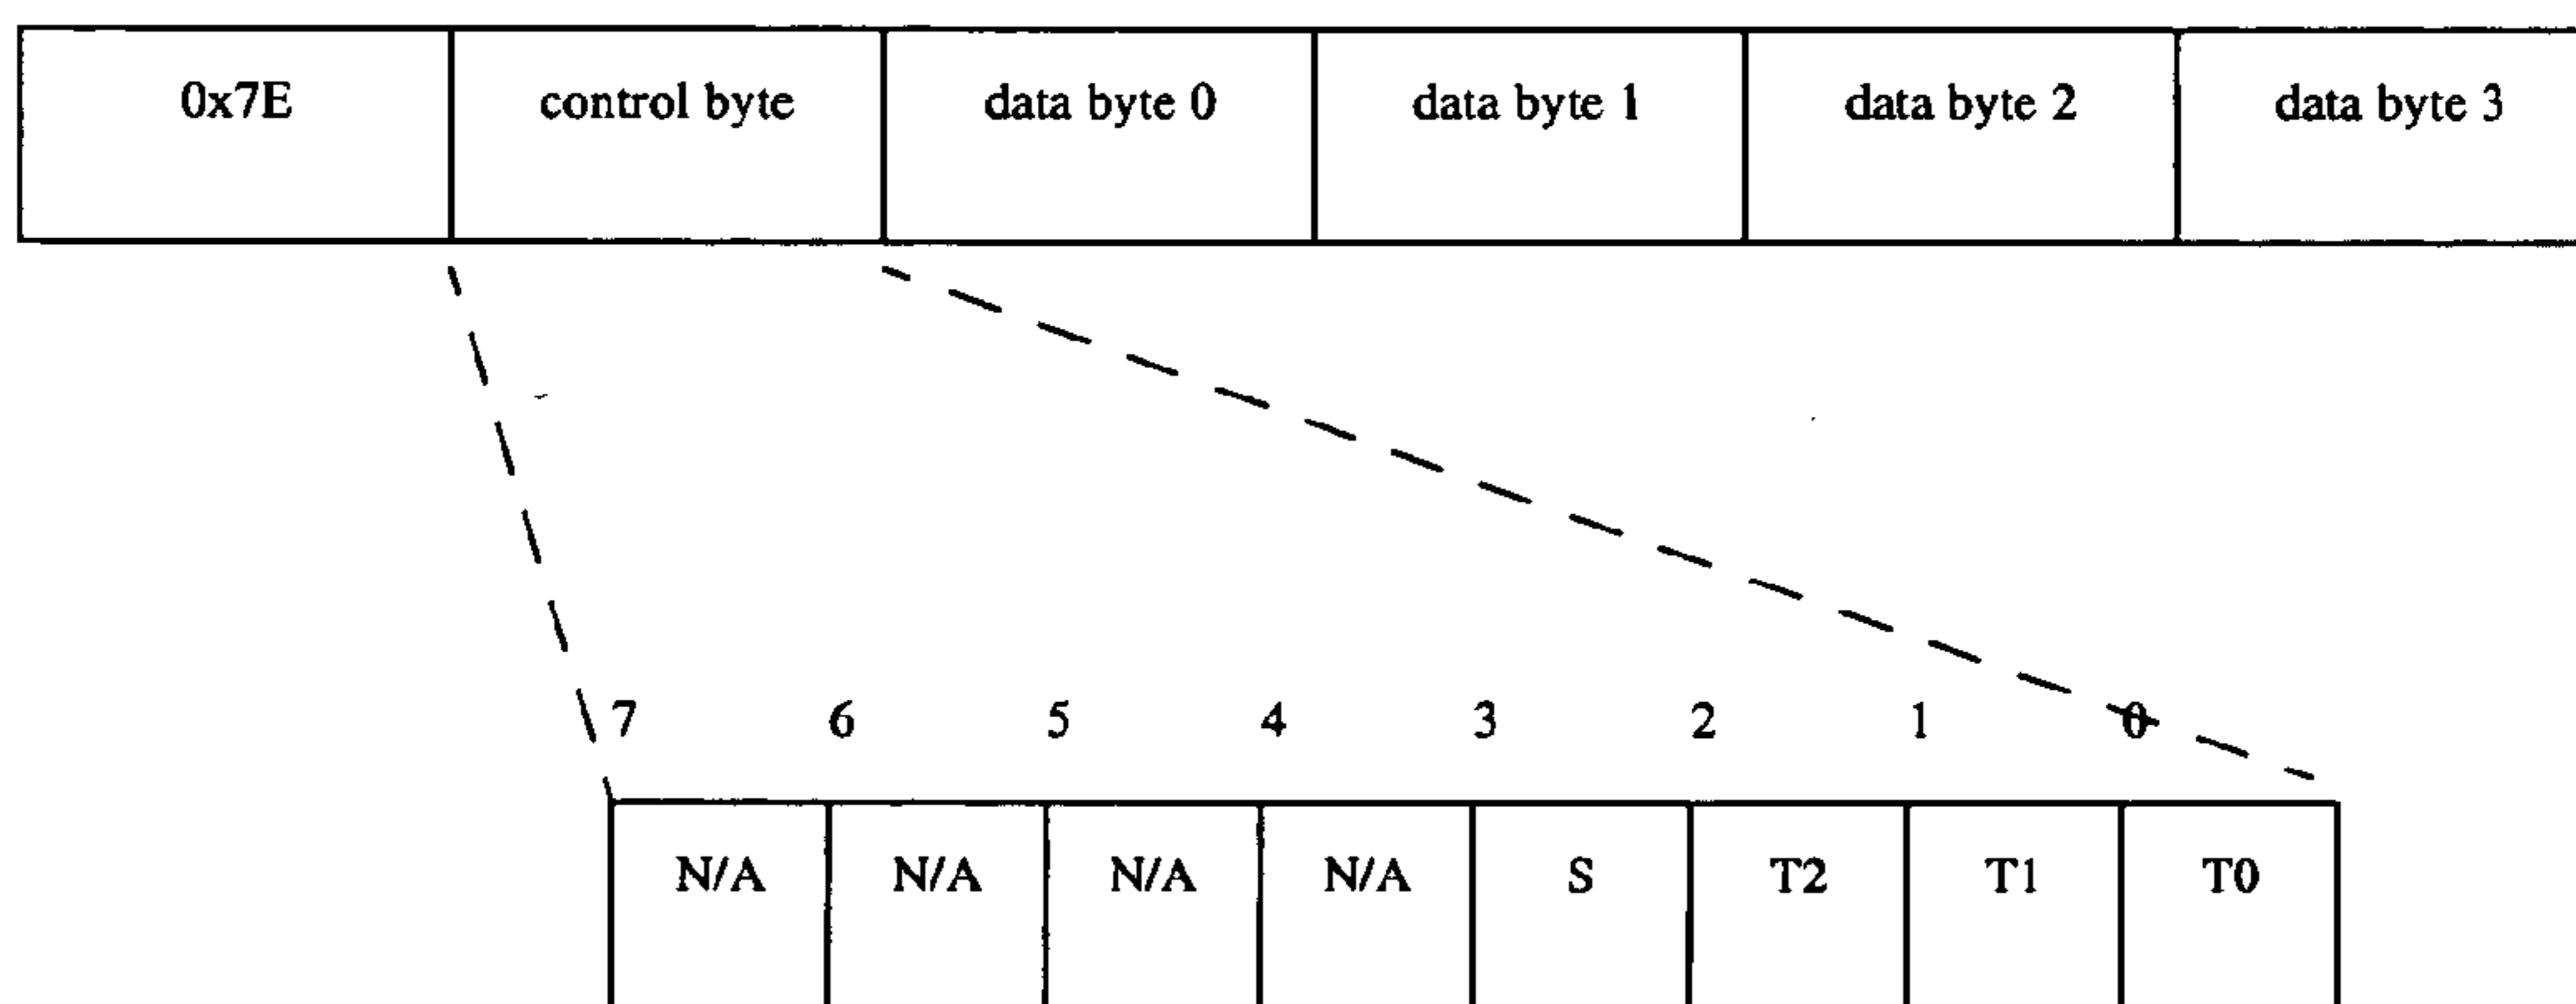 0x7E control byte data byte 0 data byte 1 data byte 2 data byte 3
7 6 5 4 3 2 1 0
N/A N/A N/A N/A S T2 T1 T0